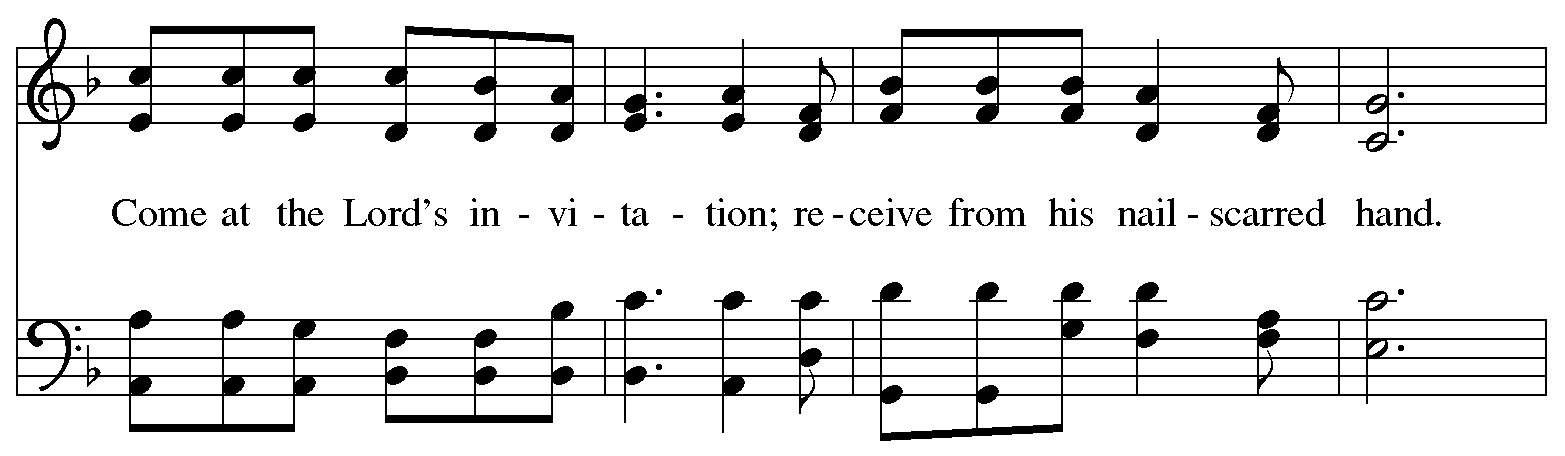 Come at the Lord's in - vi - ta - tion; re - ceive from his nail - scarred hand.